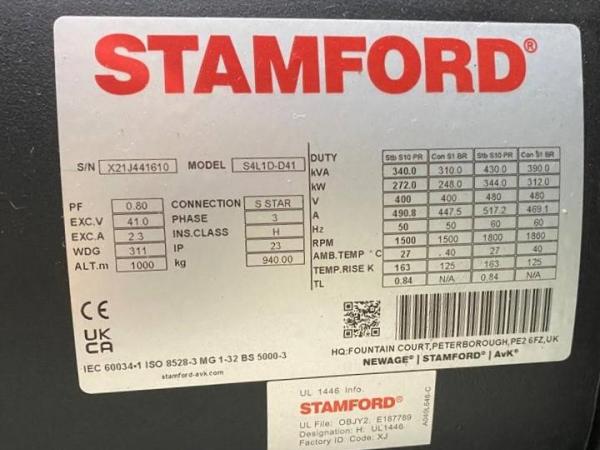 STAMFORD®
S/N X21J441610 MODEL S4L1D-D41
PF 0.80 CONNECTION S STAR
EXC.V 41.0 PHASE 3
EXC.A 2.3 INS.CLASS H
WDG 311 IP 23
ALT.m 1000 kg 940.00
DUTY Stb S10 PR Con S1 BR Stb S10 PR Con S1 BR
kVA 340.0 310.0 430.0 390.0
kW 272.0 248.0 344.0 312.0
V 400 400 480 480
A 490.8 447.5 517.2 469.1
Hz 50 50 60 60
RPM 1500 1500 1800 1800
AMB.TEMP °C 27 40 27 40
TEMP.RISE K 163 125 163 125
TL 0.84 N/A 0.84 N/A
CE
UK
CA
IEC 60034-1 ISO 8528-3 MG 1-32 BS 5000-3
stamford-avk.com
HQ:FOUNTAIN COURT,PETERBOROUGH,PE2 6FZ,UK
NEWAGE® | STAMFORD® | AvK®
UL 1446 Info.
STAMFORD®
UL File: OBJY2, E187789
Designation: H: UL1446
Factory ID Code: XJ
A049L646-C